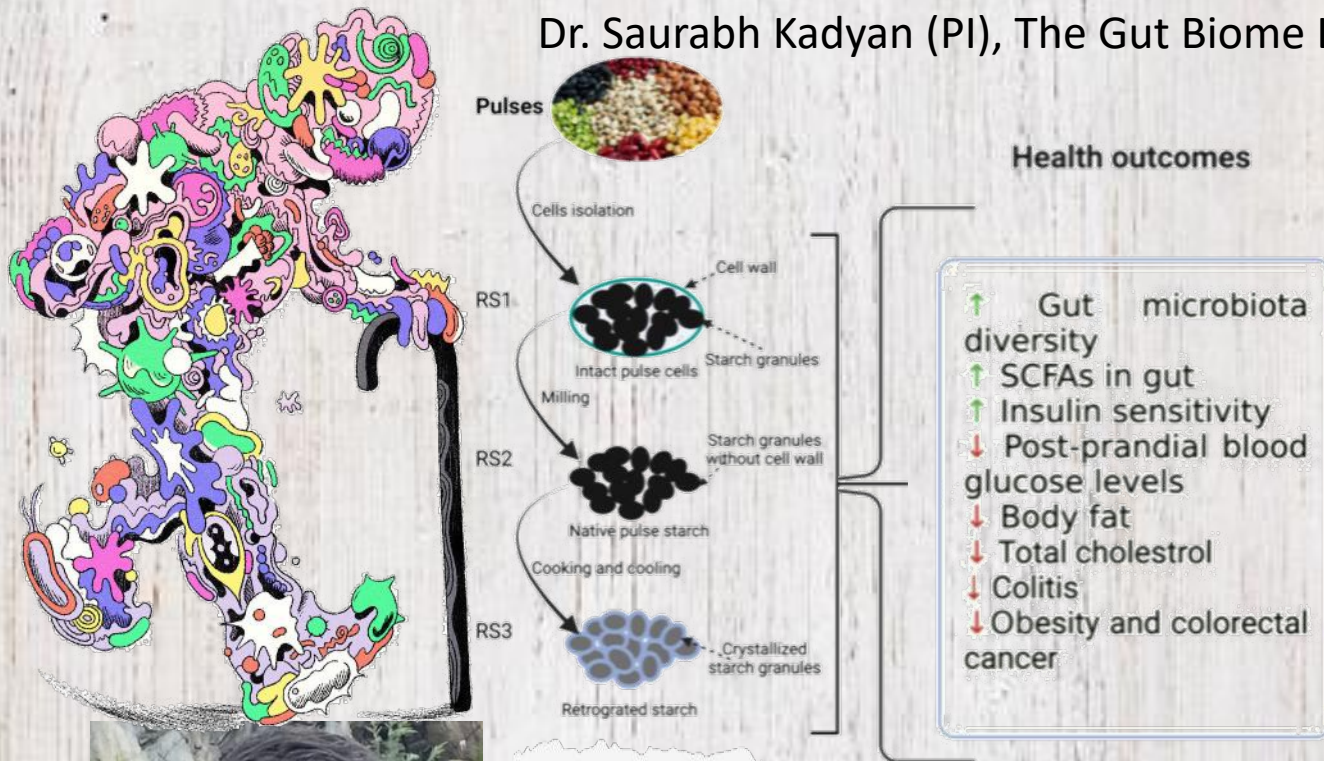 Dr. Saurabh Kadyan (PI), The Gut Biome
Pulses
Cells isolation
RS1
Cell wall
Starch granules
Intact pulse cells
Milling
RS2
Starch granules
without cell wall
Native pulse starch
Cooking and cooling
RS3
Crystallized
starch granules
Retrograted starch
Health outcomes
↑ Gut microbiota
diversity
↑ SCFAs in gut
↑ Insulin sensitivity
↓ Post-prandial blood
glucose levels
↓ Body fat
↓ Total cholestrol
↓ Colitis
↓ Obesity and colorectal
cancer